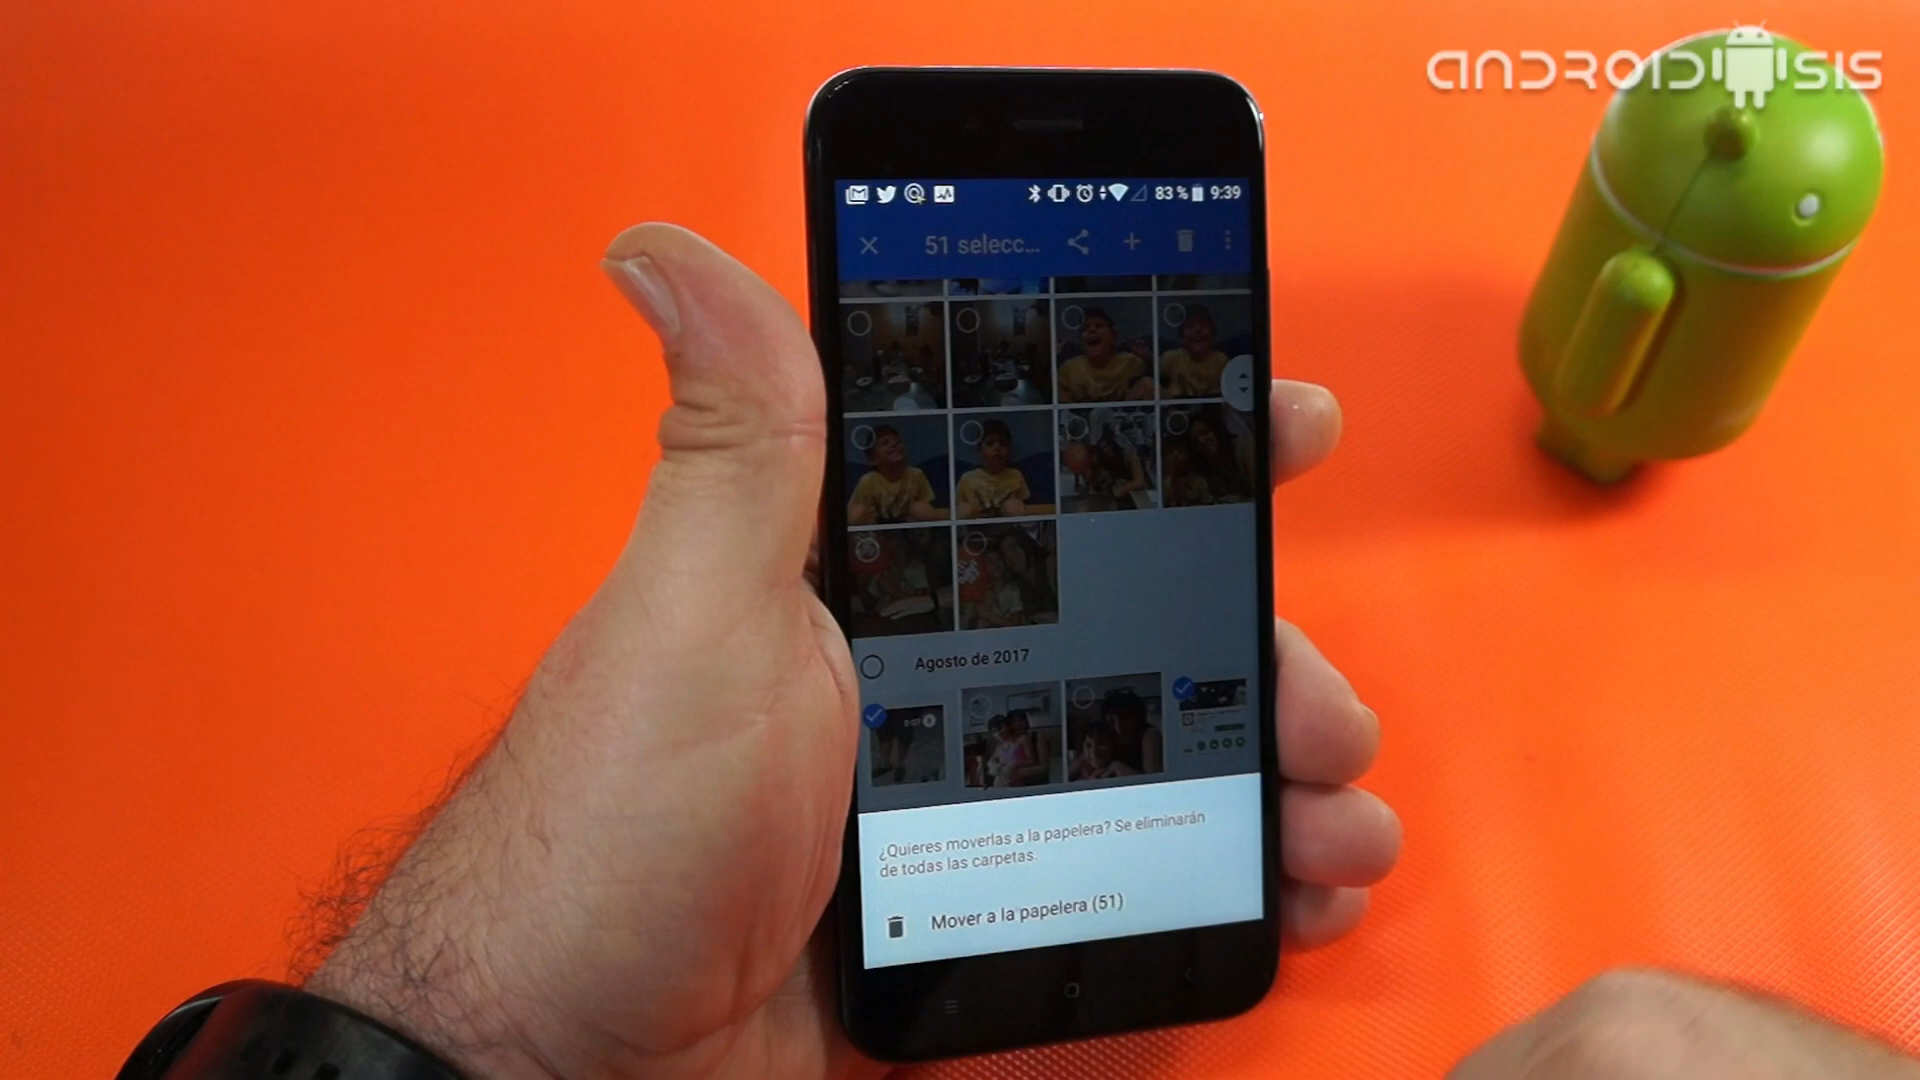 ANDROIDSIS
83 % 9:39
51 selecc...
Agosto de 2017
¿Quieres moverlas a la papelera? Se eliminarán
de todas las carpetas.
Mover a la papelera (51)